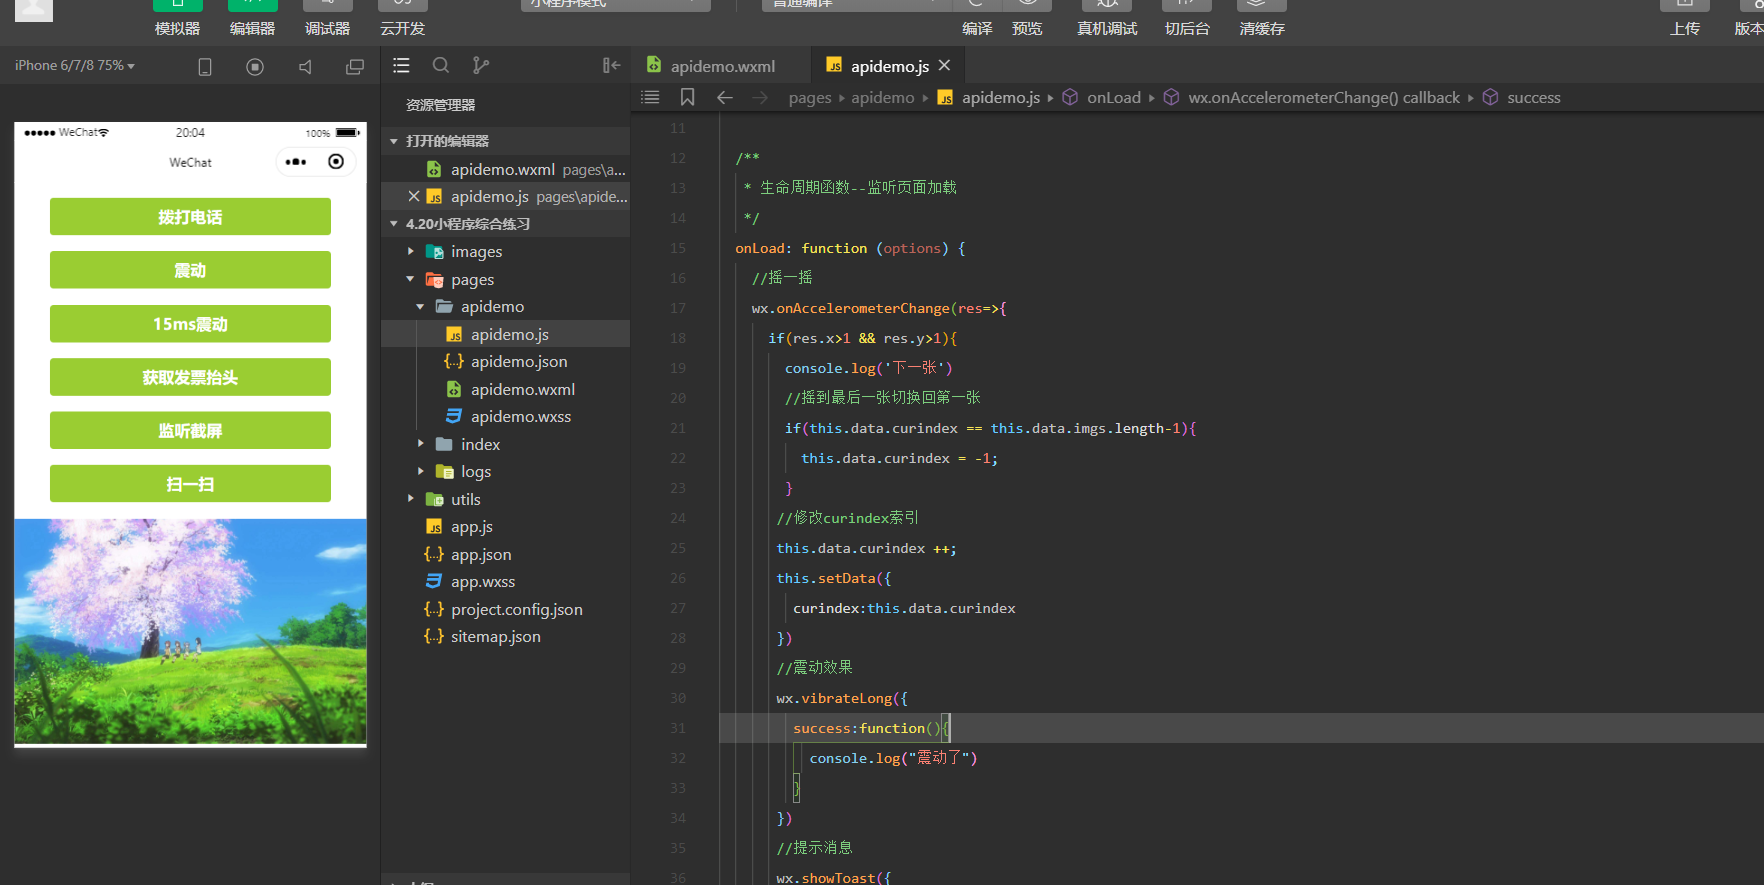 小程序模式
普通编译
模拟器
编辑器
调试器
云开发
编译
预览
真机调试
切后台
清缓存
上传
版本
iPhone 6/7/8 75%
WeChat
20:04
100%
WeChat
拨打电话
震动
15ms震动
获取发票抬头
监听截屏
扫一扫
资源管理器
打开的编辑器
apidemo.wxml pages\a...
apidemo.js pages\apide...
4.20小程序综合练习
images
pages
apidemo
apidemo.js
apidemo.json
apidemo.wxml
apidemo.wxss
index
logs
utils
app.js
app.json
app.wxss
project.config.json
sitemap.json
apidemo.wxml
apidemo.js
pages apidemo apidemo.js onLoad wx.onAccelerometerChange() callback success
11
12 /**
13 * 生命周期函数--监听页面加载
14 */
15 onLoad: function (options) {
16 //摇一摇
17 wx.onAccelerometerChange(res=>{
18 if(res.x>1 && res.y>1){
19 console.log('下一张')
20 //摇到最后一张切换回第一张
21 if(this.data.curindex == this.data.imgs.length-1){
22 this.data.curindex = -1;
23 }
24 //修改curindex索引
25 this.data.curindex ++;
26 this.setData({
27 curindex:this.data.curindex
28 })
29 //震动效果
30 wx.vibrateLong({
31 success:function(){
32 console.log("震动了")
33 }
34 })
35 //提示消息
36 wx.showToast({